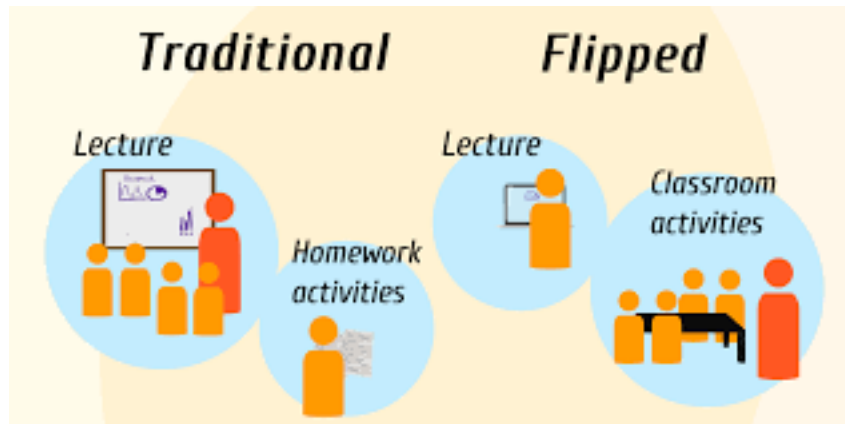 Traditional
Flipped
Lecture
Homework
activities
Lecture
Classroom
activities